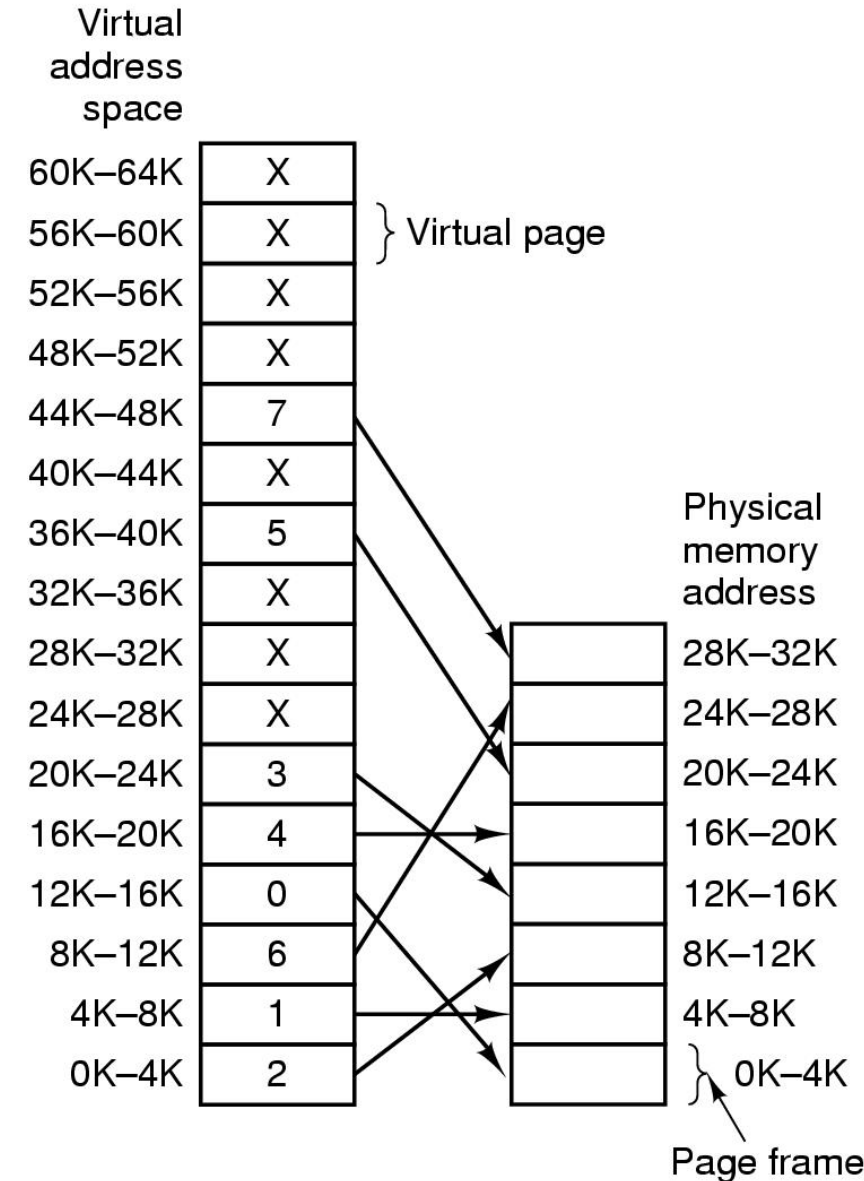 Virtual
address
space
60K–64K X
56K–60K X Virtual page
52K–56K X
48K–52K X
44K–48K 7
40K–44K X
36K–40K 5
32K–36K X
28K–32K X
24K–28K X
20K–24K 3
16K–20K 4
12K–16K 0
8K–12K 6
4K–8K 1
0K–4K 2
Physical
memory
address
28K–32K
24K–28K
20K–24K
16K–20K
12K–16K
8K–12K
4K–8K
0K–4K
Page frame